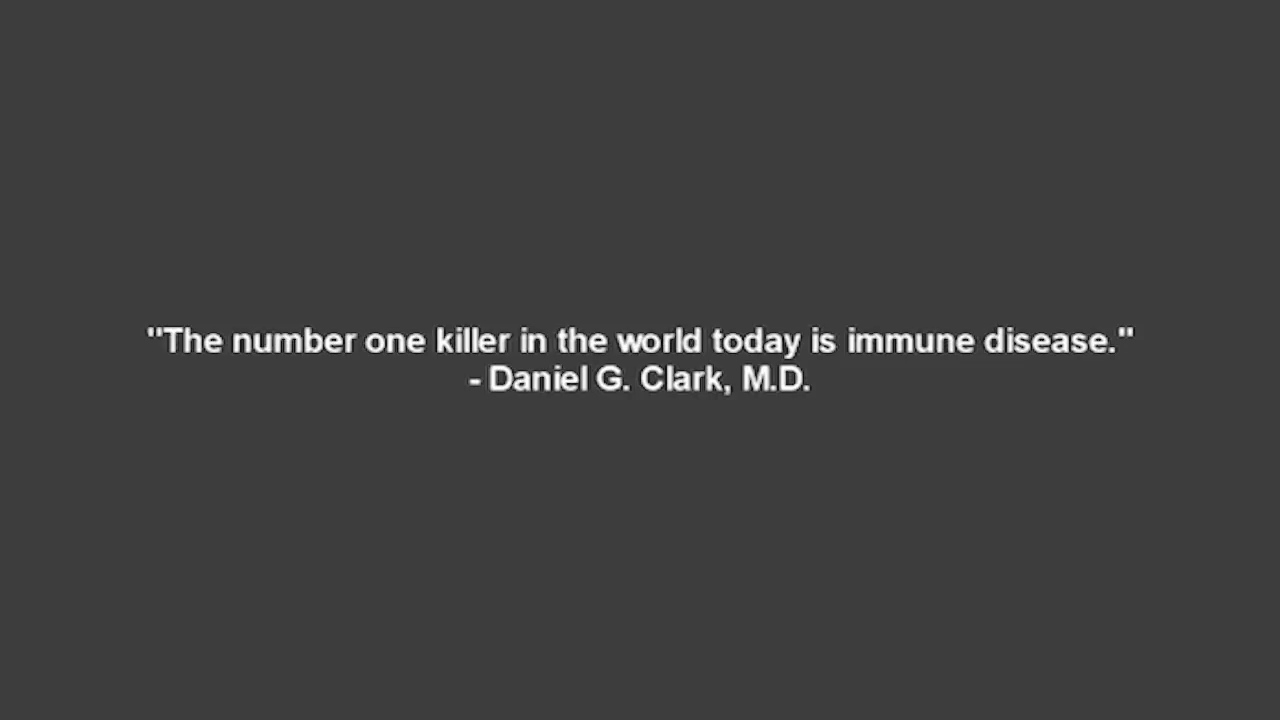 "The number one killer in the world today is immune disease."
- Daniel G. Clark, M.D.